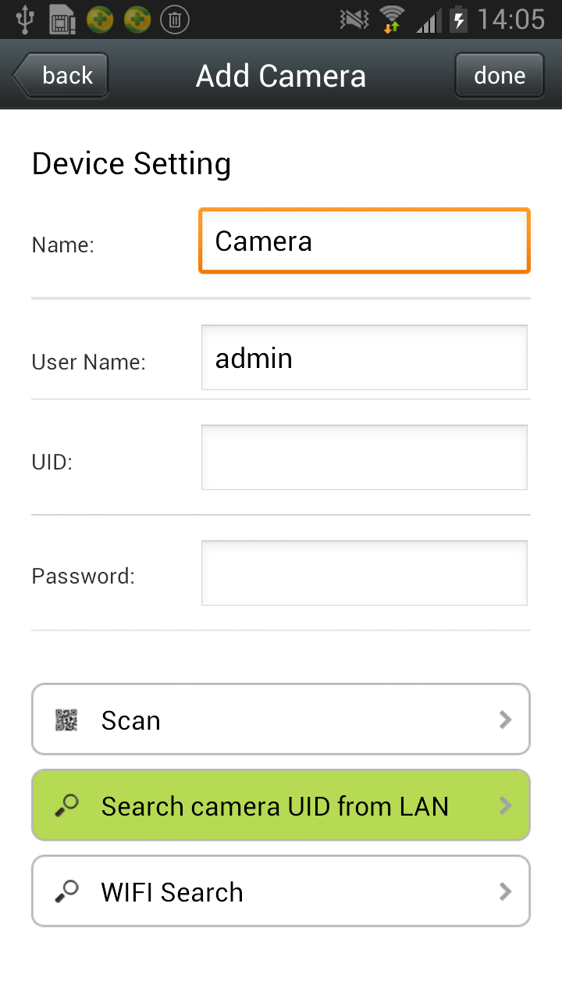 14:05
back
Add Camera
done
Device Setting
Name:
Camera
User Name:
admin
UID:
Password:
Scan
Search camera UID from LAN
WIFI Search